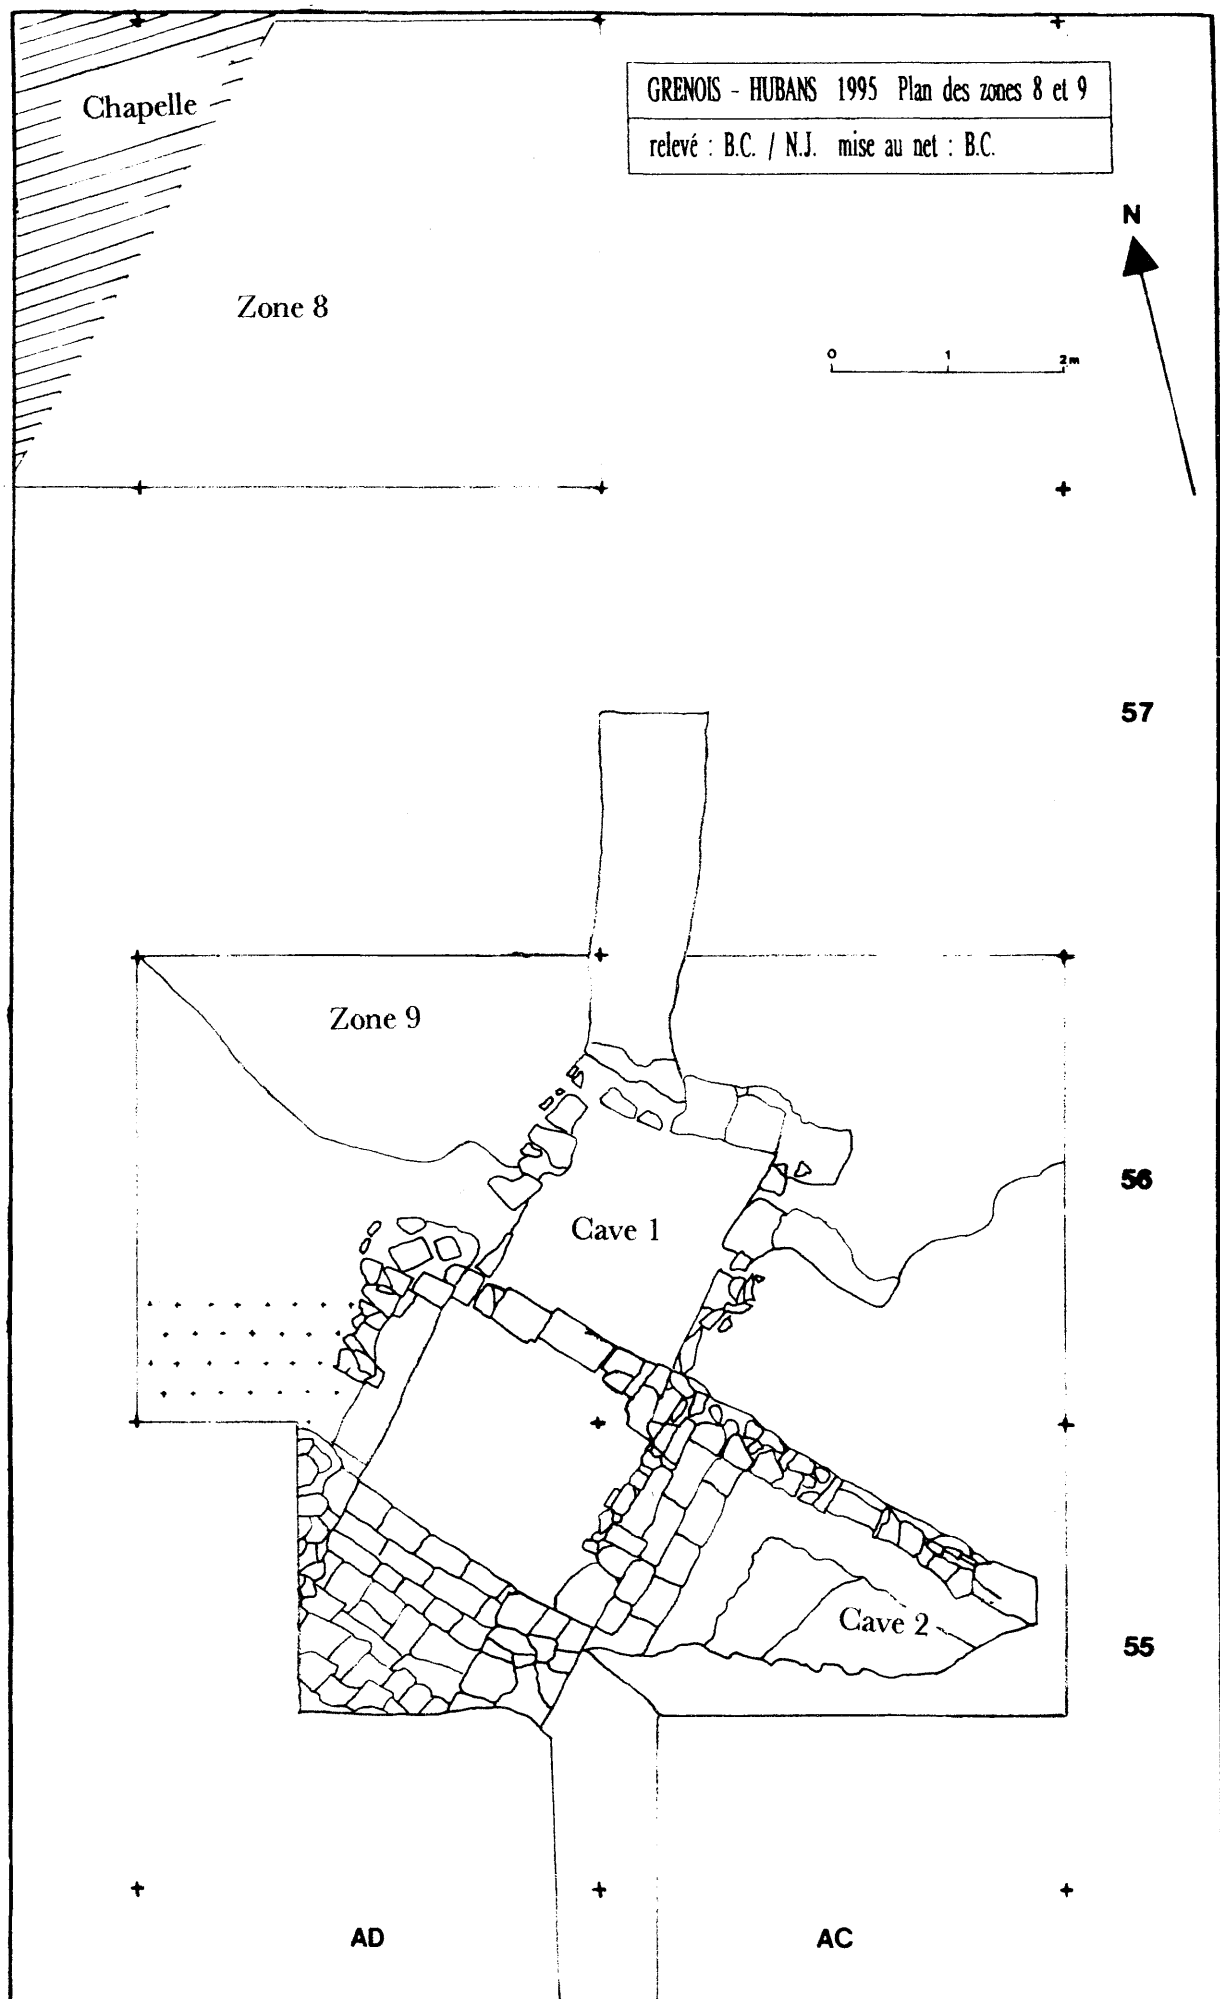 GRENOIS - HUBANS 1995 Plan des zones 8 et 9
relevé : B.C. / N.J. mise au net : B.C.
Chapelle
N
Zone 8
0 1 2m
57
Zone 9
56
Cave 1
Cave 2
55
AD AC